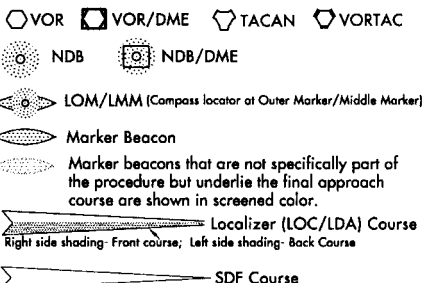 VOR VOR/DME TACAN VORTAC
NDB NDB/DME
LOM/LMM (Compass locator at Outer Marker/Middle Marker)
Marker Beacon
Marker beacons that are not specifically part of
the procedure but underlie the final approach
course are shown in screened color.
Localizer (LOC/LDA) Course
Right side shading- Front course; Left side shading- Back Course
SDF Course